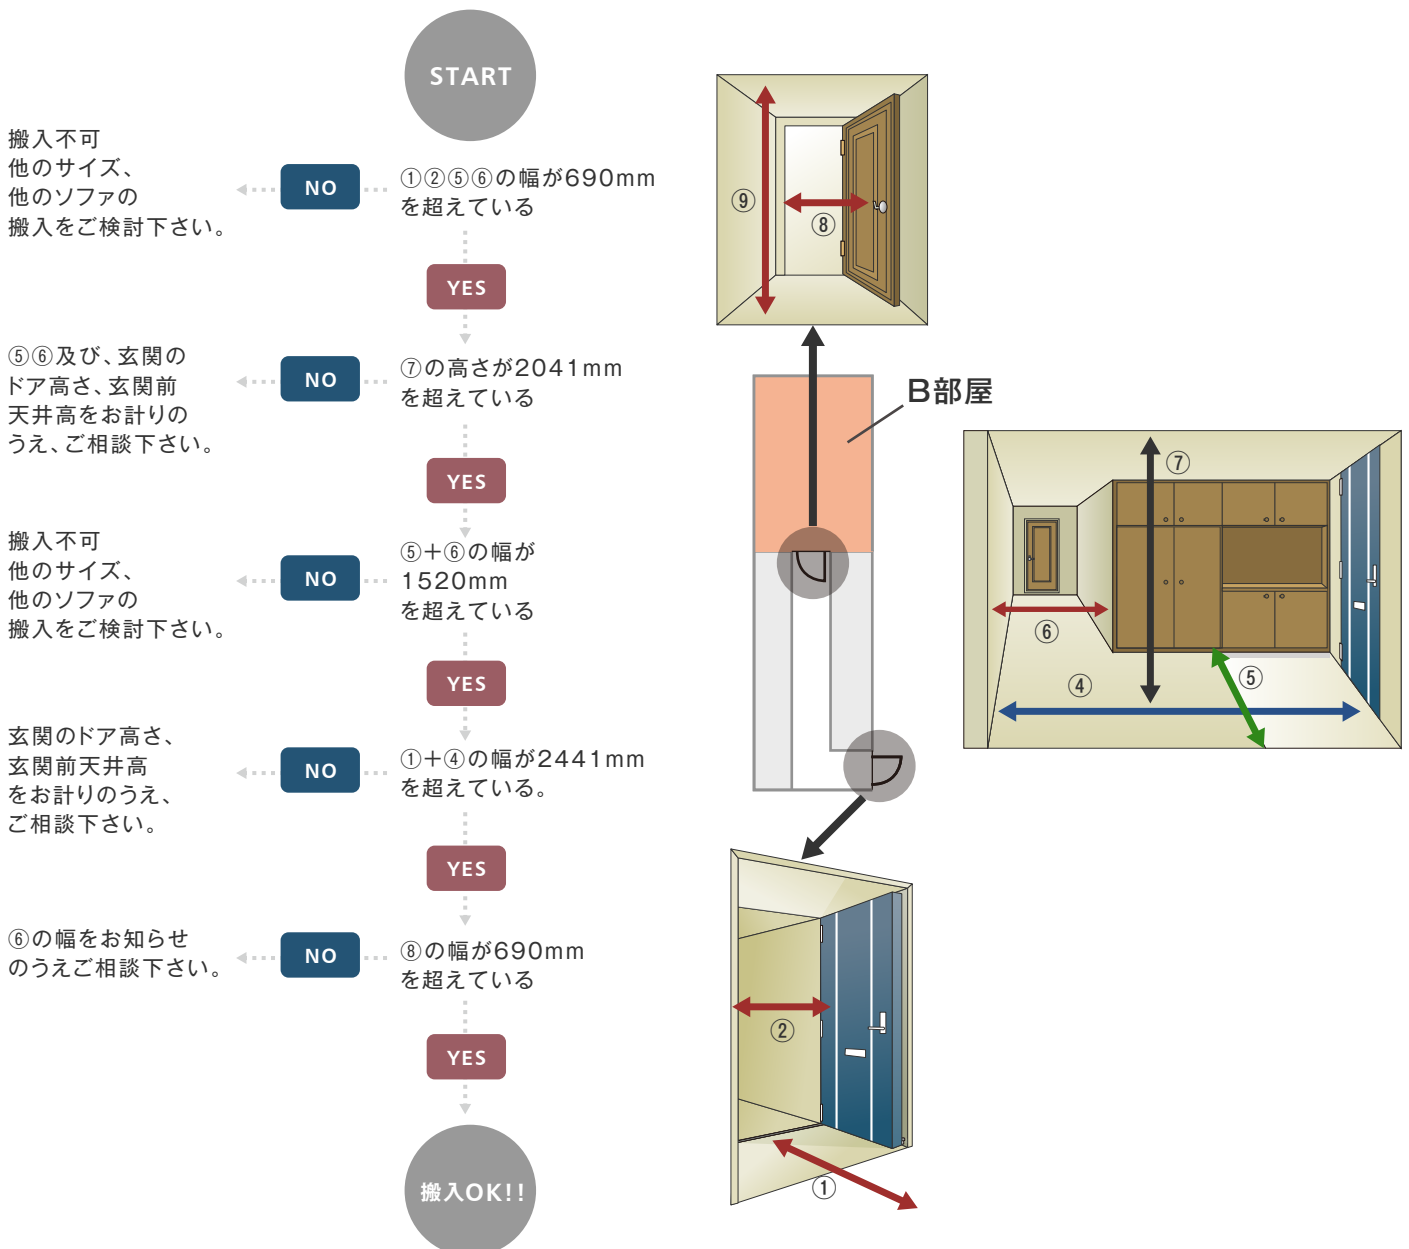 START
①②⑤⑥の幅が690mm
を超えている
NO
搬入不可
他のサイズ、
他のソファの
搬入をご検討下さい。
YES
⑦の高さが2041mm
を超えている
NO
⑤⑥及び、玄関の
ドア高さ、玄関前
天井高をお計りの
うえ、ご相談下さい。
YES
⑤+⑥の幅が
1520mm
を超えている
NO
搬入不可
他のサイズ、
他のソファの
搬入をご検討下さい。
YES
①+④の幅が2441mm
を超えている。
NO
玄関のドア高さ、
玄関前天井高
をお計りのうえ、
ご相談下さい。
YES
⑧の幅が690mm
を超えている
NO
⑥の幅をお知らせ
のうえご相談下さい。
YES
搬入OK!!
⑨
⑧
B部屋
⑦
⑥
④
⑤
②
①